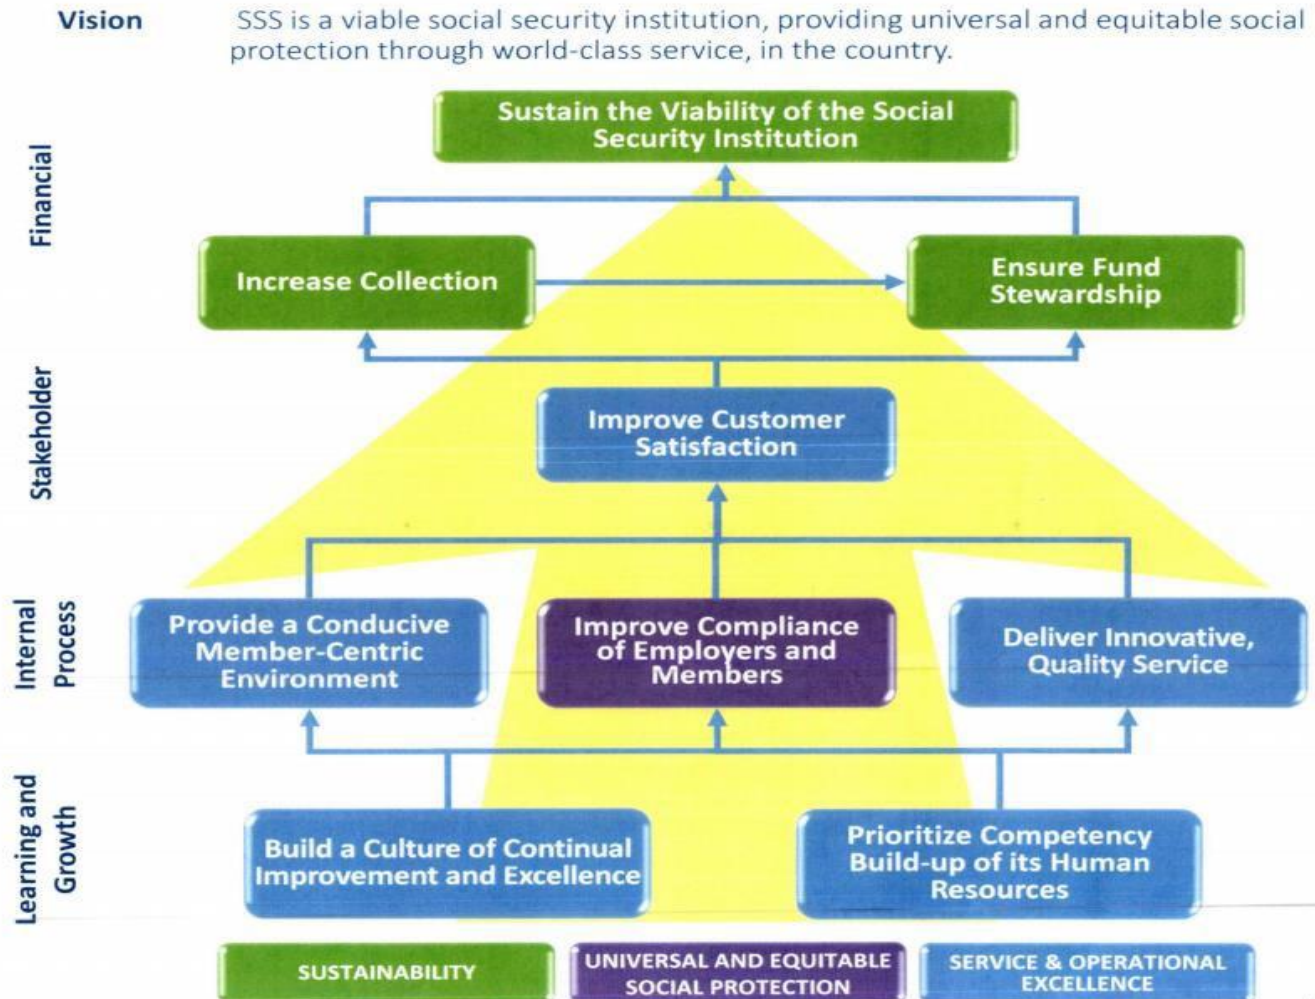 Vision
SSS is a viable social security institution, providing universal and equitable social
protection through world-class service, in the country.
Financial
Sustain the Viability of the Social
Security Institution
Increase Collection
Ensure Fund
Stewardship
Stakeholder
Improve Customer
Satisfaction
Internal
Process
Provide a Conducive
Member-Centric
Environment
Improve Compliance
of Employers and
Members
Deliver Innovative,
Quality Service
Learning and
Growth
Build a Culture of Continual
Improvement and Excellence
Prioritize Competency
Build-up of its Human
Resources
SUSTAINABILITY
UNIVERSAL AND EQUITABLE
SOCIAL PROTECTION
SERVICE & OPERATIONAL
EXCELLENCE